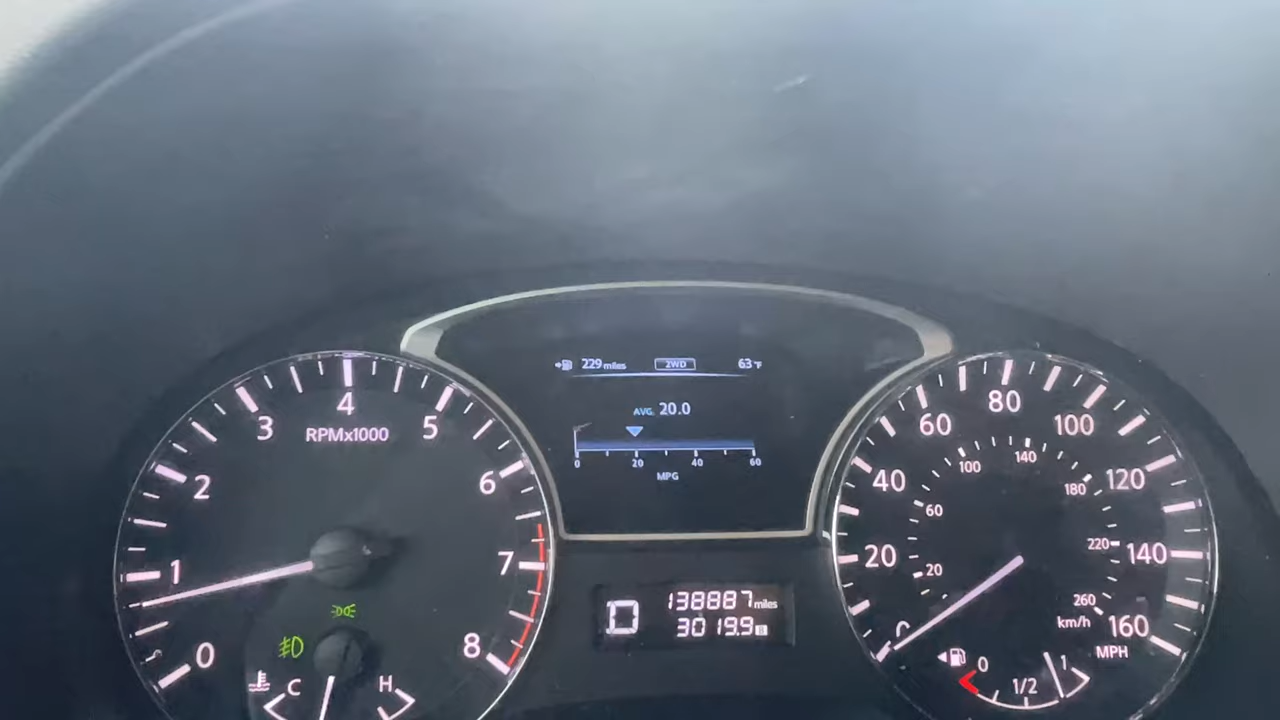 229 miles 2WD 63°F
AVG. 20.0
0 20 40 60
MPG
138887 miles
3019.9 B
D
0 1 2 3 4 5 6 7 8
RPMx1000
C H
0 20 40 60 80 100 120 140 160
MPH
20 60 100 140 180 220 260
km/h
0 1/2 1